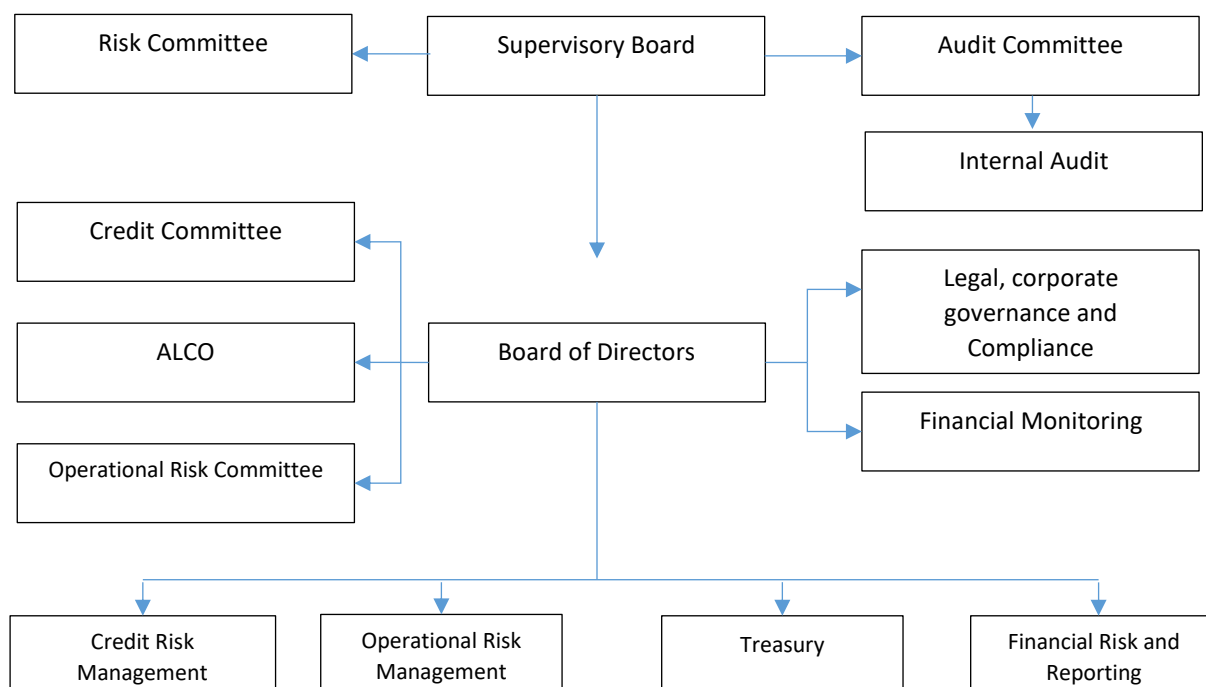 Risk Committee
Supervisory Board
Audit Committee
Internal Audit
Credit Committee
Legal, corporate
governance and
Compliance
ALCO
Board of Directors
Financial Monitoring
Operational Risk Committee
Credit Risk
Management
Operational Risk
Management
Treasury
Financial Risk and
Reporting